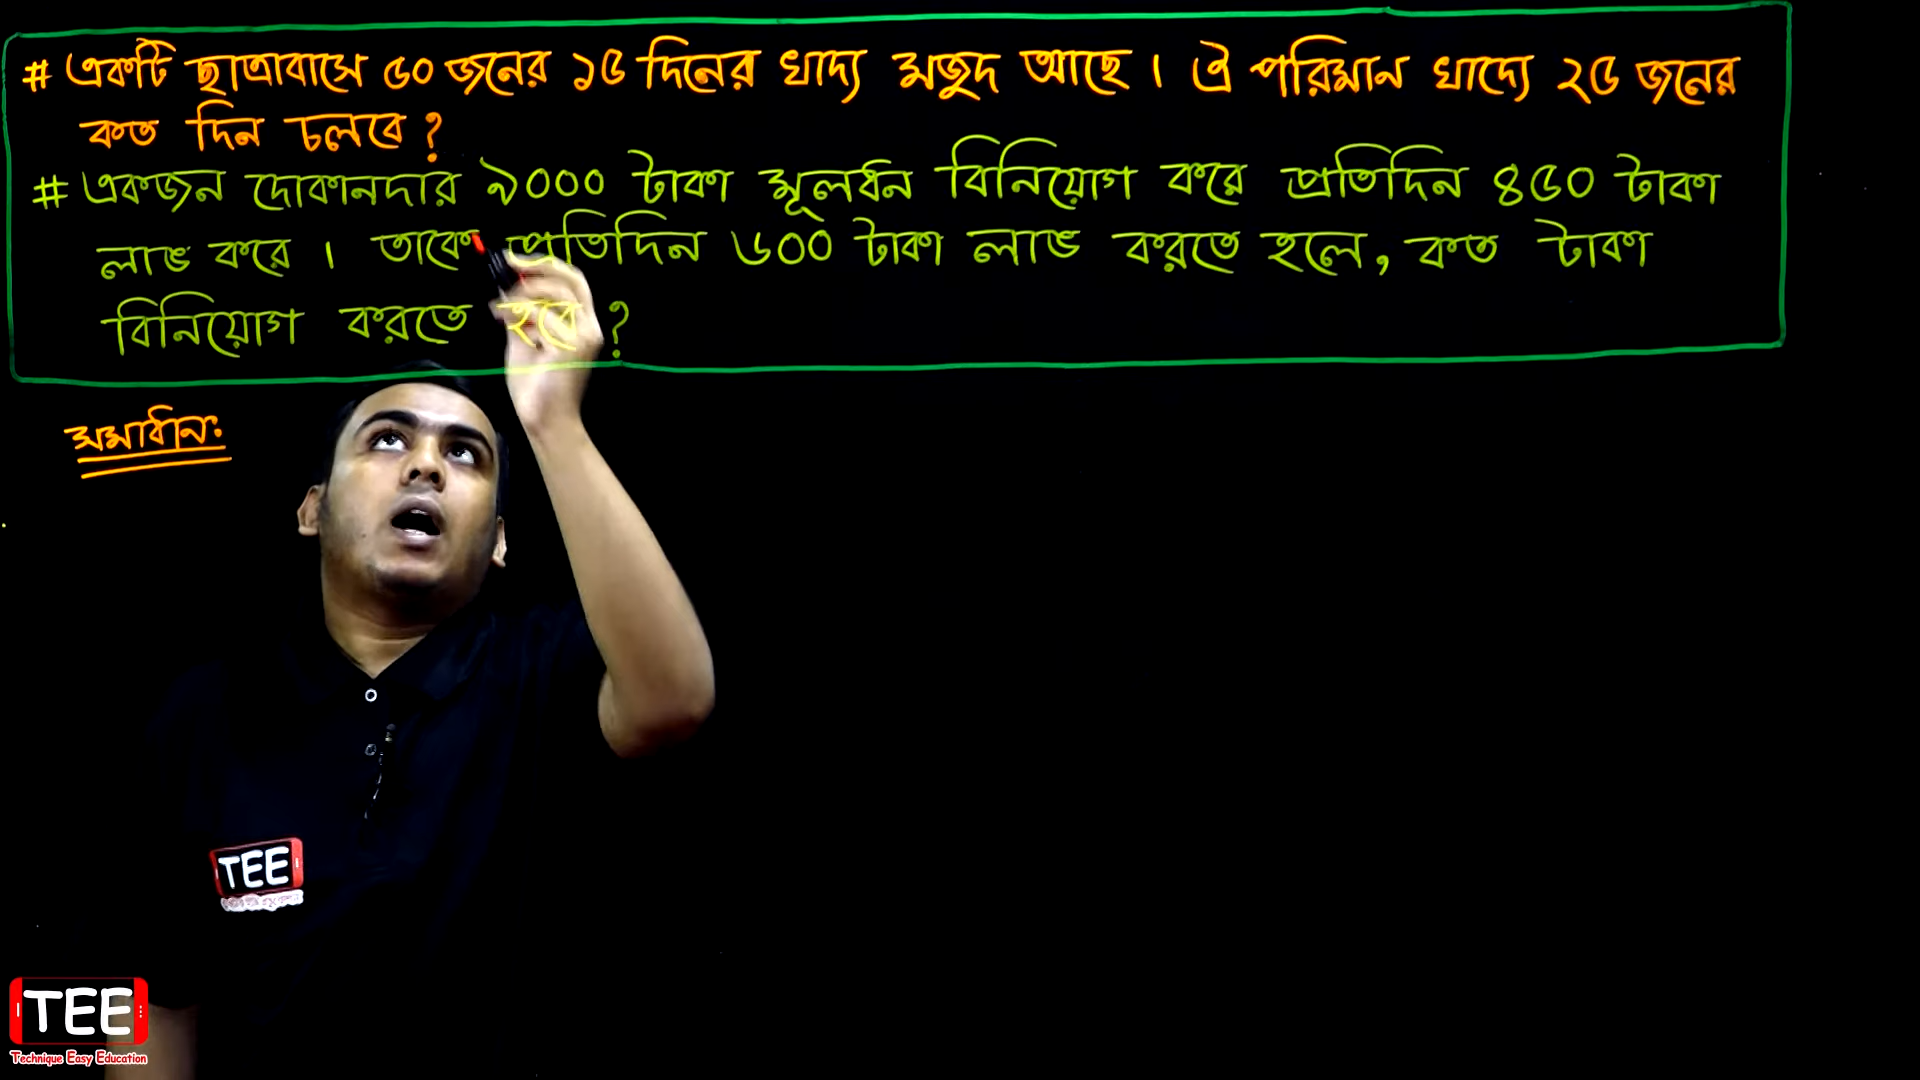 # একটি ছাত্রাবাসে ৫০ জনের ১৫ দিনের খাদ্য মজুদ আছে । ঐ পরিমান খাদ্যে ২৫ জনের
কত দিন চলবে ?
# একজন দোকানদার ৯০০০ টাকা মূলধন বিনিয়োগ করে প্রতিদিন ৪৫০ টাকা
লাভ করে । তাকে প্রতিদিন ৬০০ টাকা লাভ করতে হলে, কত টাকা
বিনিয়োগ করতে হবে ?
সমাধান:
TEE
TEE
Technique Easy Education